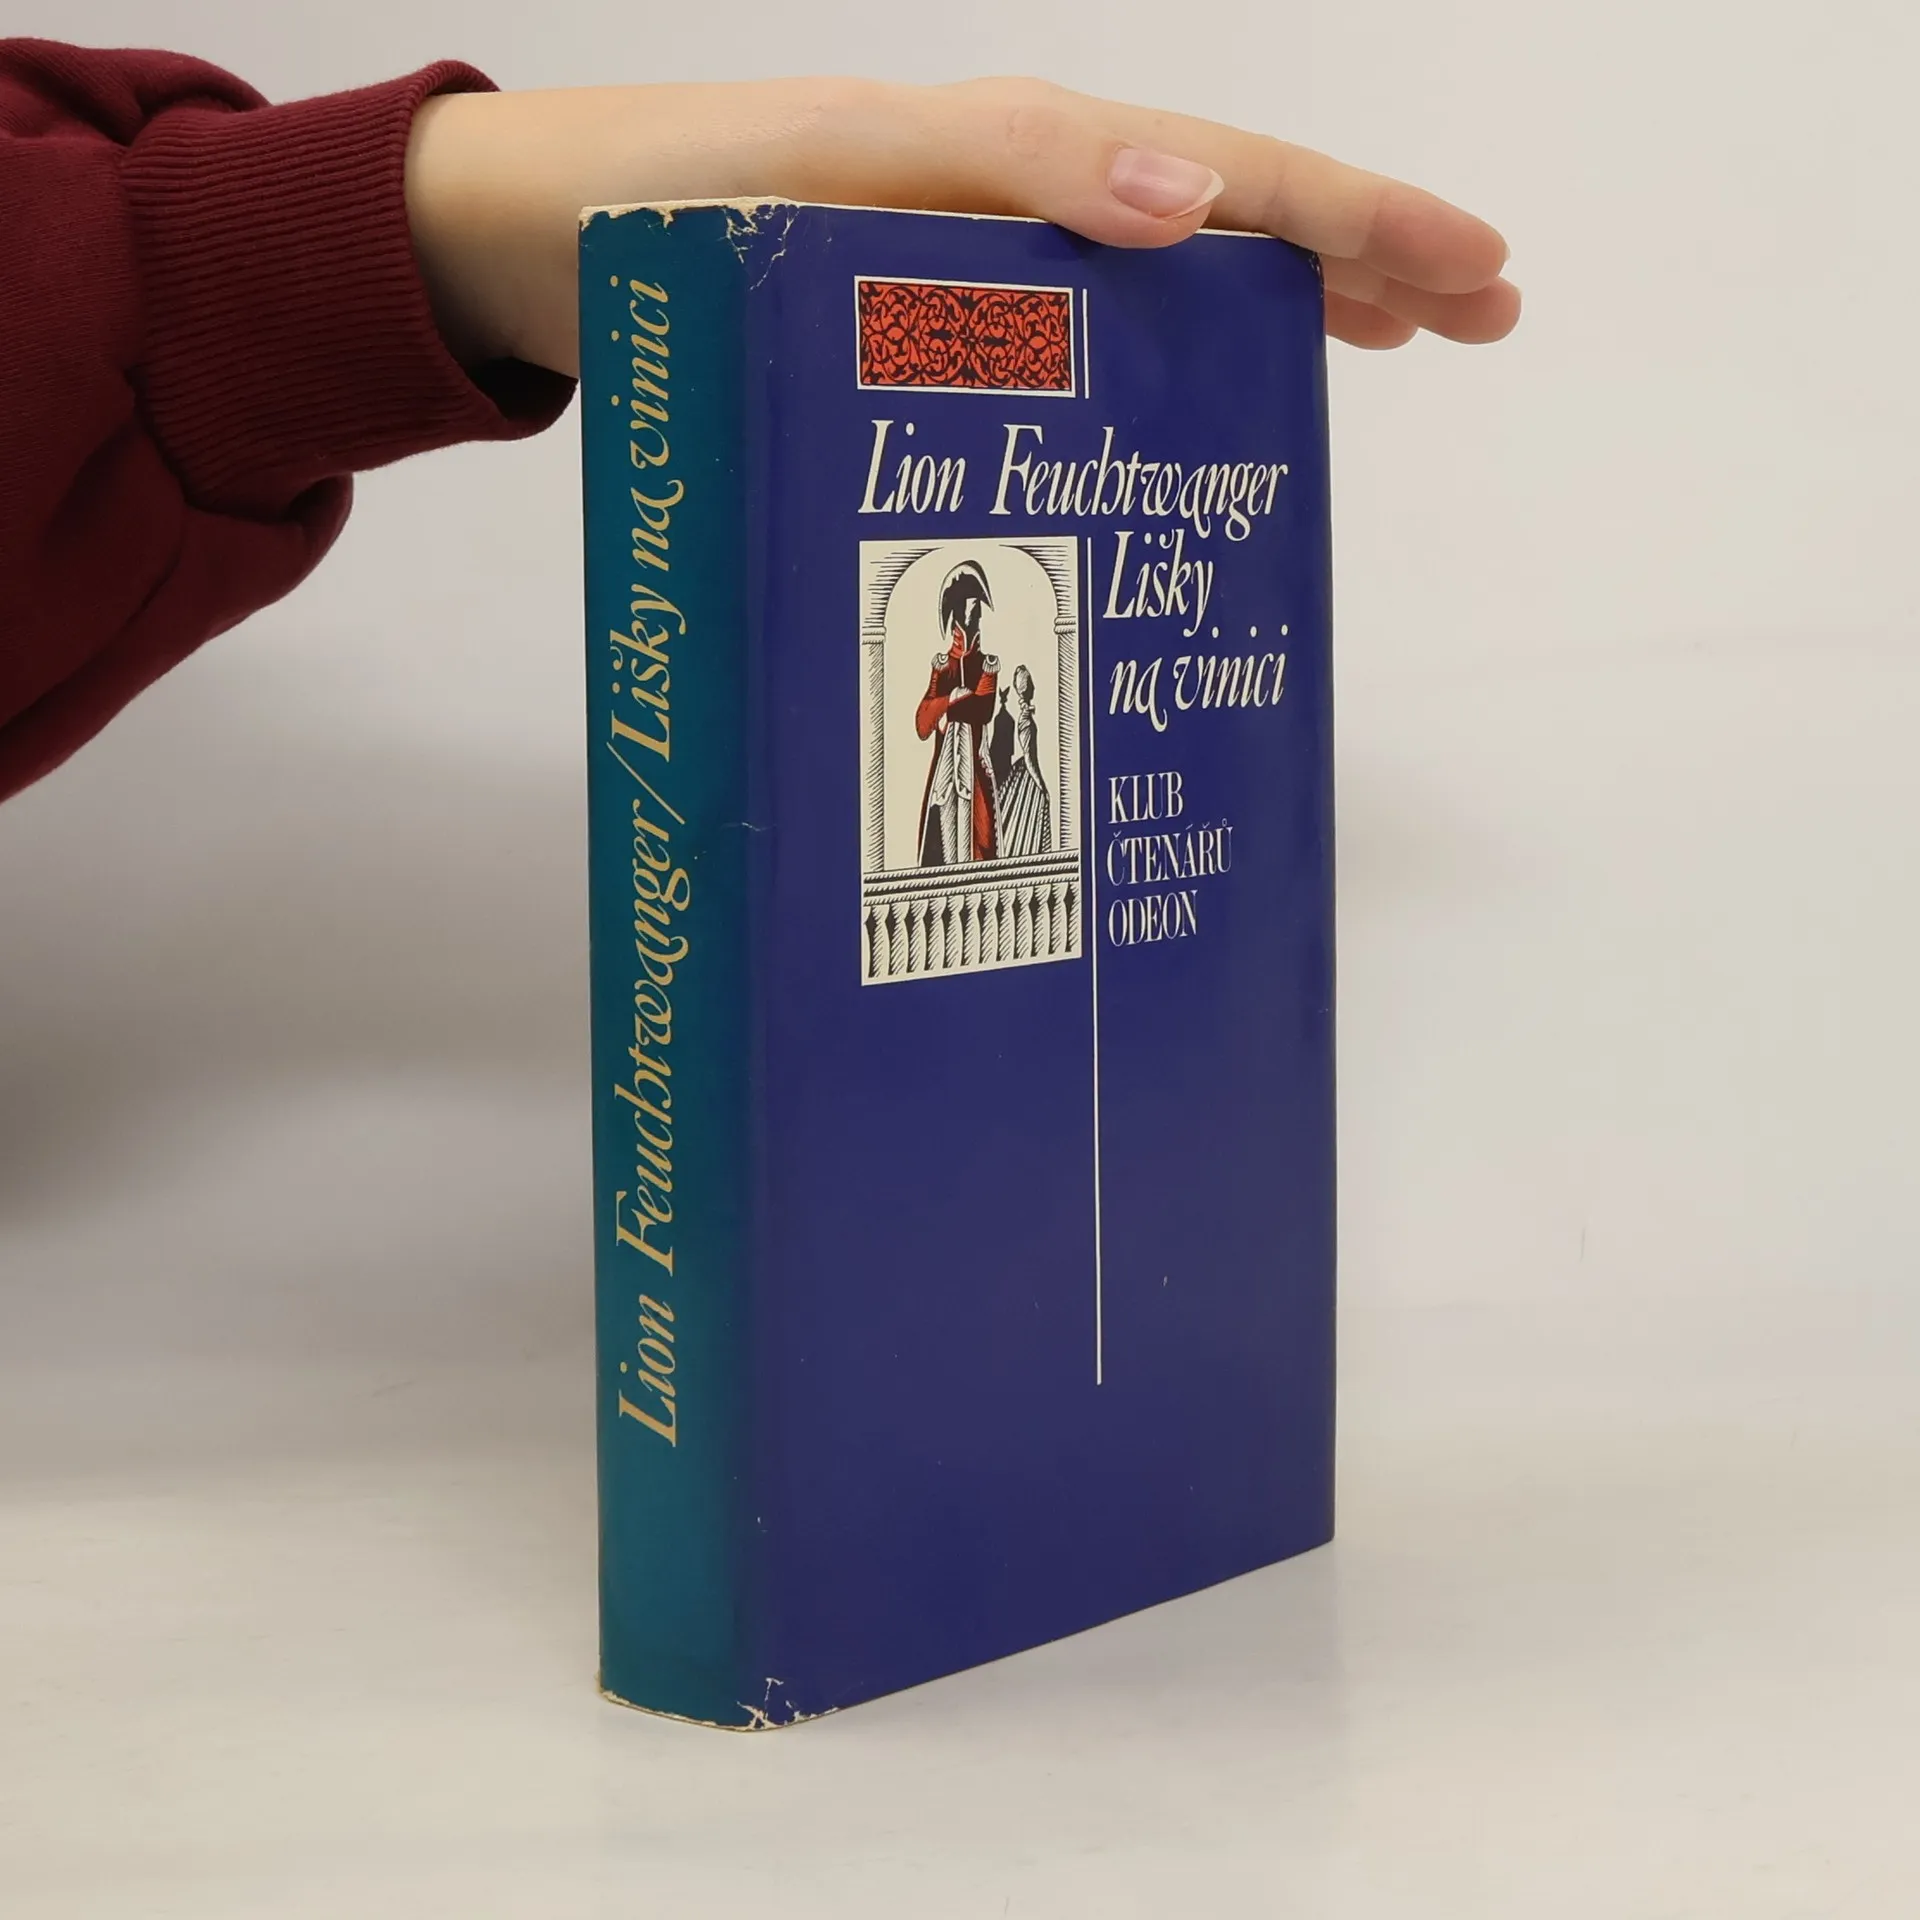 Lion Feuchtwanger/Lišky na vinici
Lion Feuchtwanger
Lišky
na vinici
KLUB
ČTENÁŘŮ
ODEON